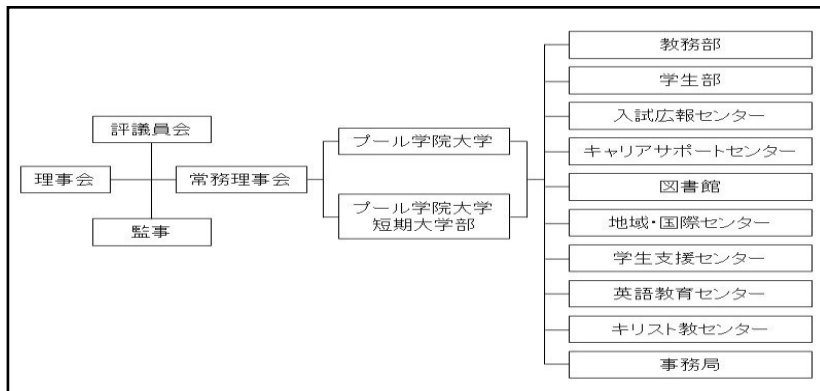 評議員会
理事会
常務理事会
監事
プール学院大学
プール学院大学
短期大学部
教務部
学生部
入試広報センター
キャリアサポートセンター
図書館
地域・国際センター
学生支援センター
英語教育センター
キリスト教センター
事務局